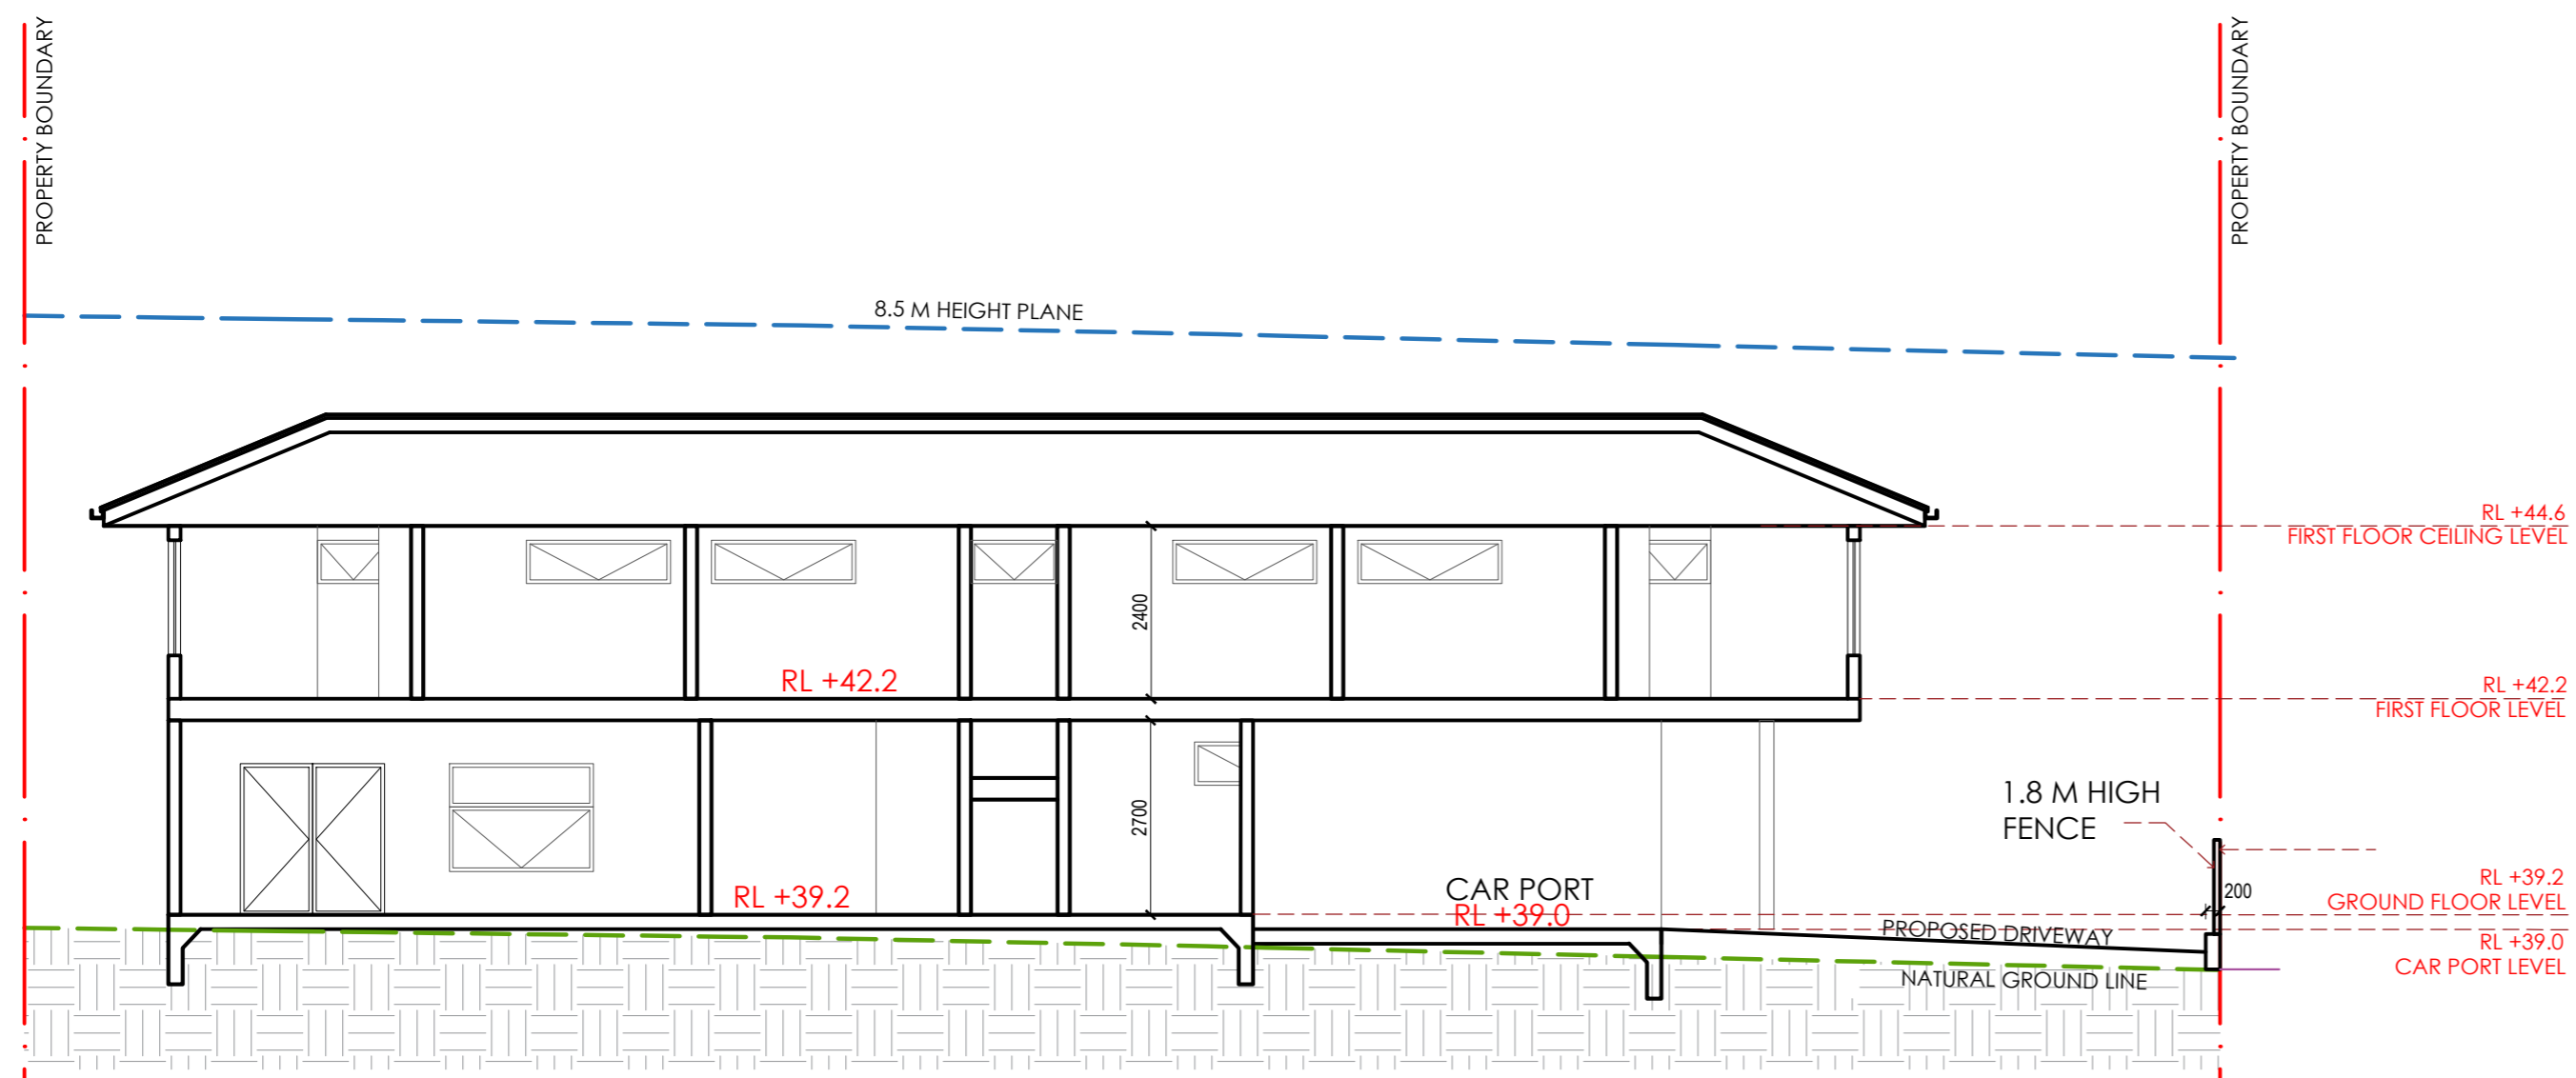 PROPERTY BOUNDARY
PROPERTY BOUNDARY
8.5 M HEIGHT PLANE
RL +44.6
FIRST FLOOR CEILING LEVEL
2400
RL +42.2
RL +42.2
FIRST FLOOR LEVEL
2700
1.8 M HIGH
FENCE
RL +39.2
CAR PORT
RL +39.0
200
RL +39.2
GROUND FLOOR LEVEL
PROPOSED DRIVEWAY
RL +39.0
CAR PORT LEVEL
NATURAL GROUND LINE